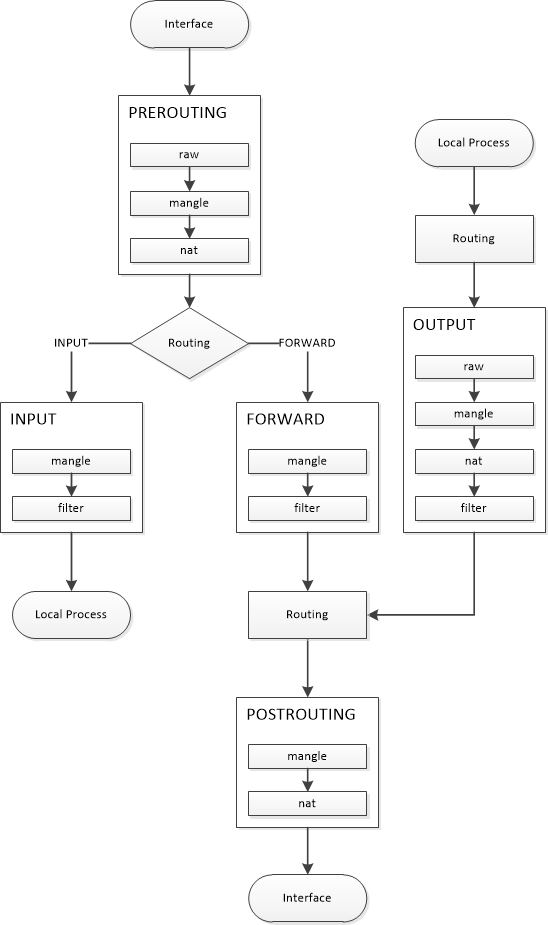 Interface
PREROUTING
raw
mangle
nat
Routing
INPUT
FORWARD
INPUT
mangle
filter
Local Process
FORWARD
mangle
filter
Local Process
Routing
OUTPUT
raw
mangle
nat
filter
Routing
POSTROUTING
mangle
nat
Interface